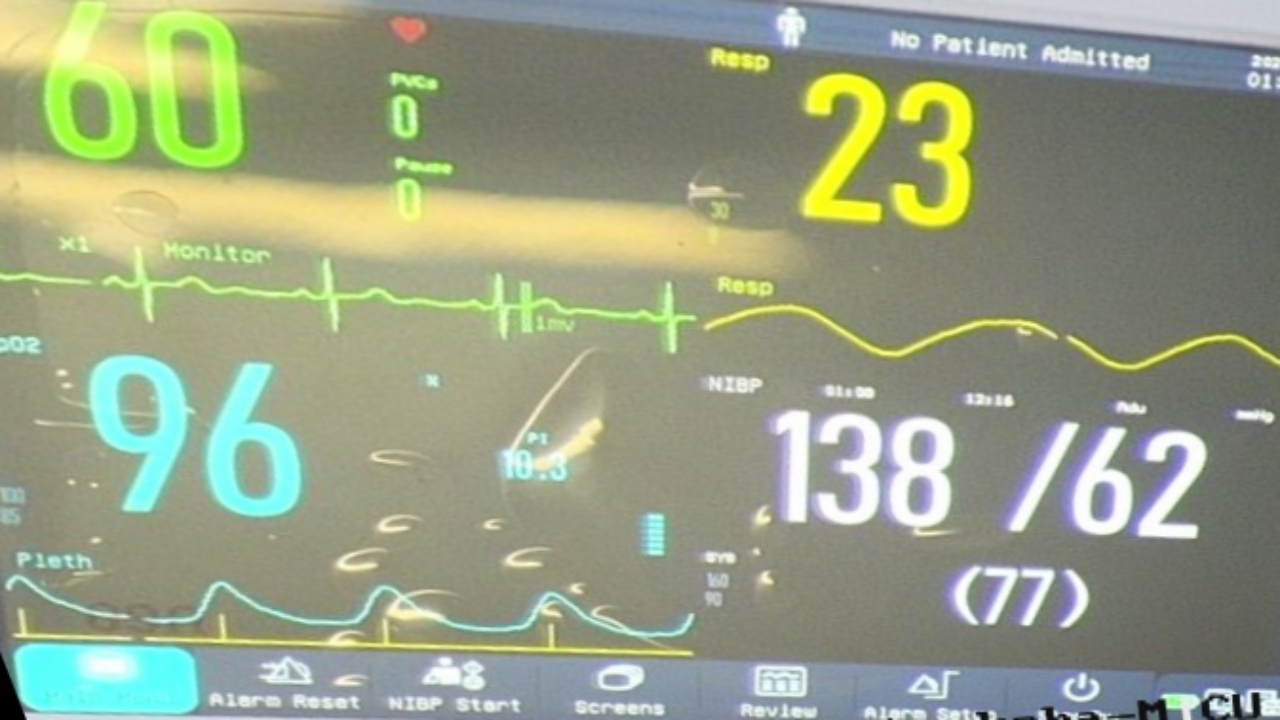 60
PVCs
0
Pause
0
No Patient Admitted
Resp
23
30
X1 Monitor
1mv
Resp
96
%
PI
10.3
NIBP 01:00 12:16 Adu mmHg
138 /62
(77)
SYS
160
90
100
85
Pleth
Alarm Reset
NIBP Start
Screens
Review